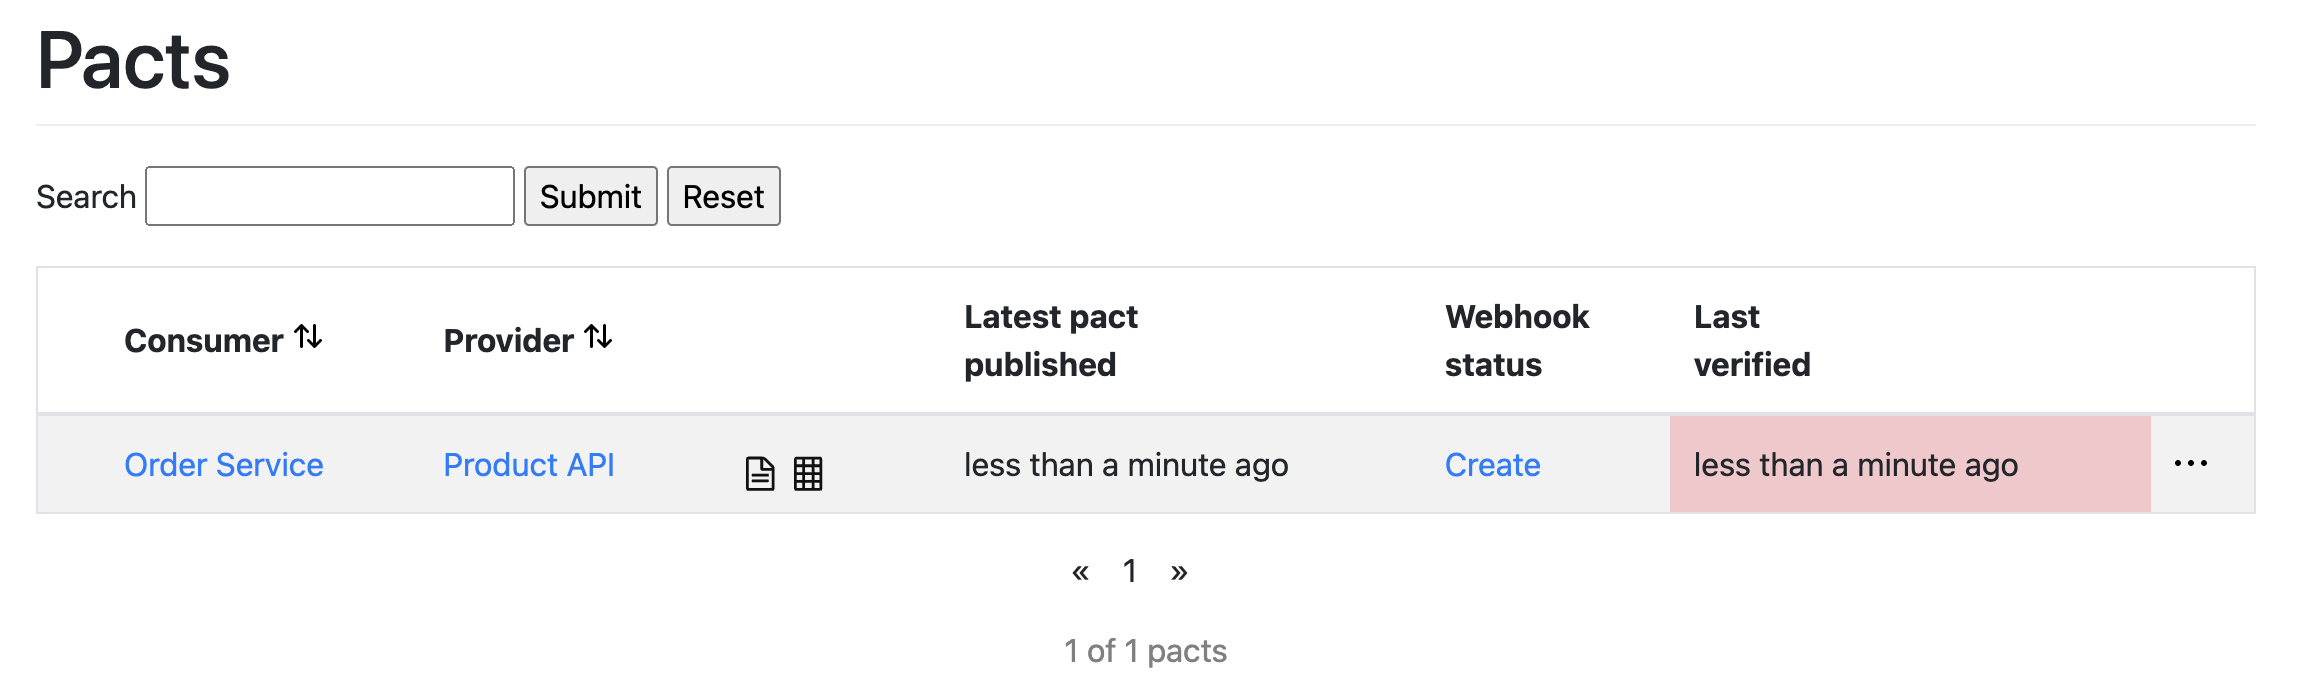 Pacts
Search Submit Reset
Consumer Provider Latest pact published Webhook status Last verified
Order Service Product API less than a minute ago Create less than a minute ago ...
« 1 »
1 of 1 pacts